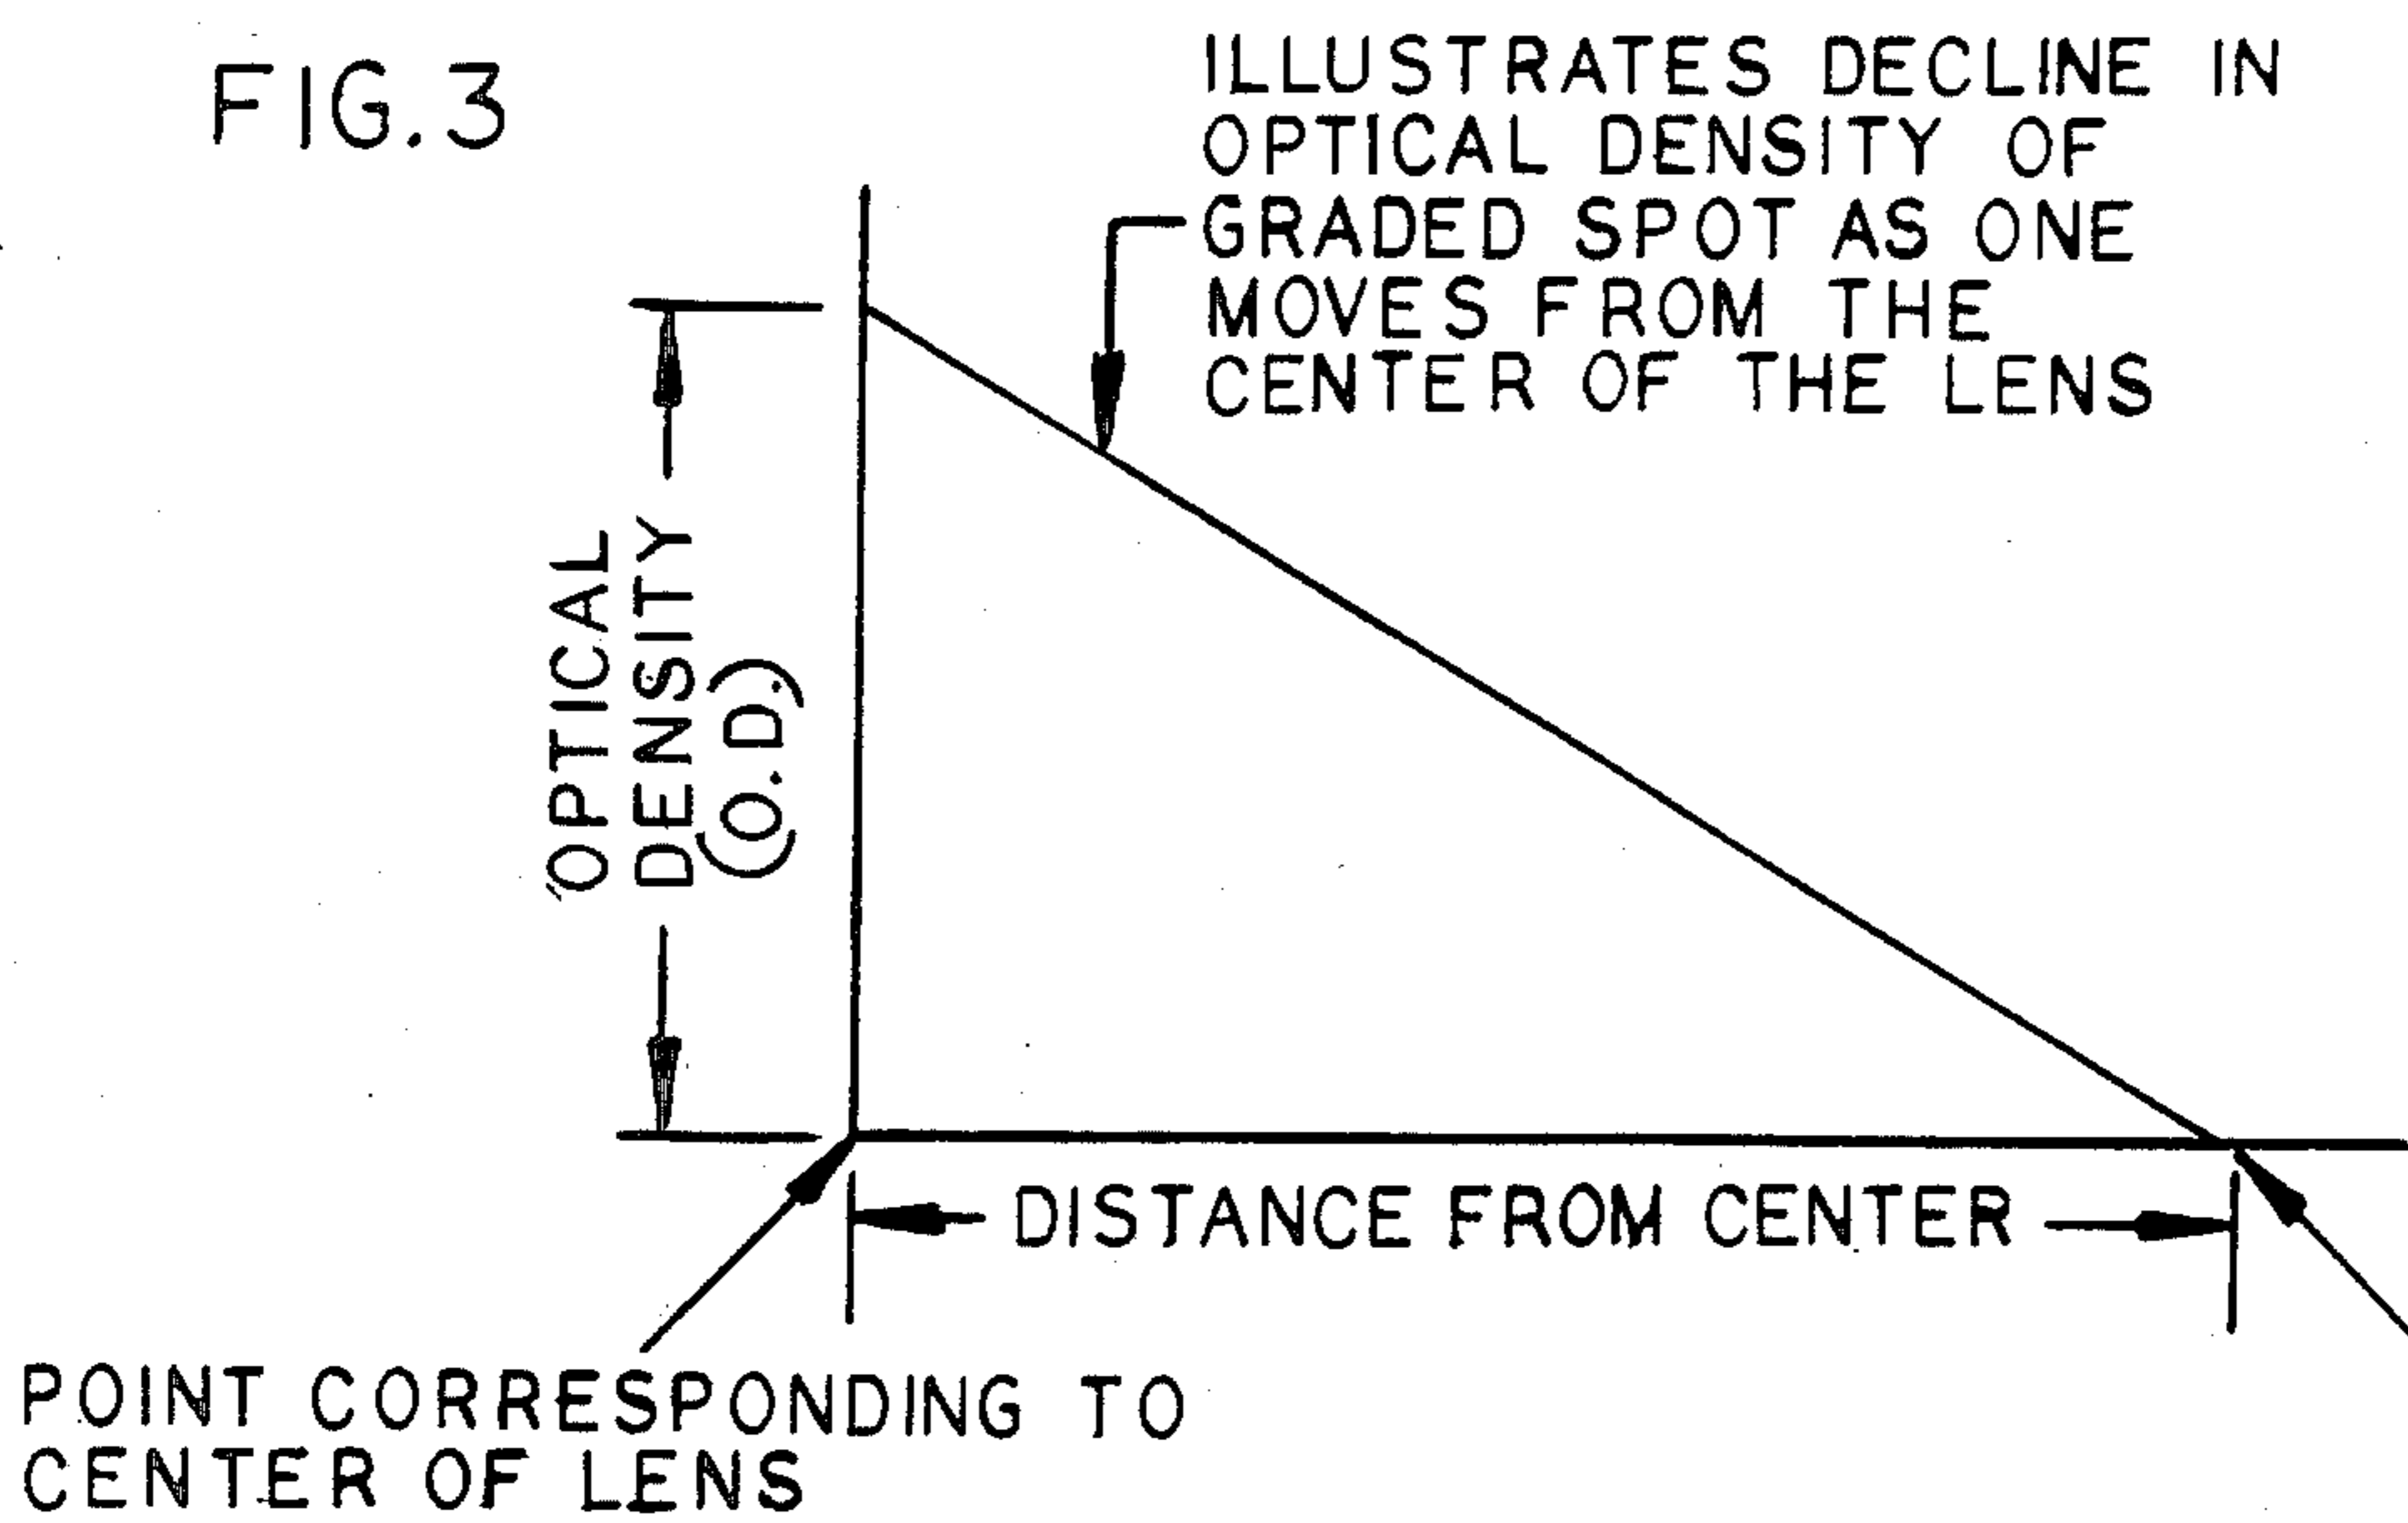 FIG.3
ILLUSTRATES DECLINE IN
OPTICAL DENSITY OF
GRADED SPOT AS ONE
MOVES FROM THE
CENTER OF THE LENS
OPTICAL
DENSITY
(O.D.)
DISTANCE FROM CENTER
POINT CORRESPONDING TO
CENTER OF LENS